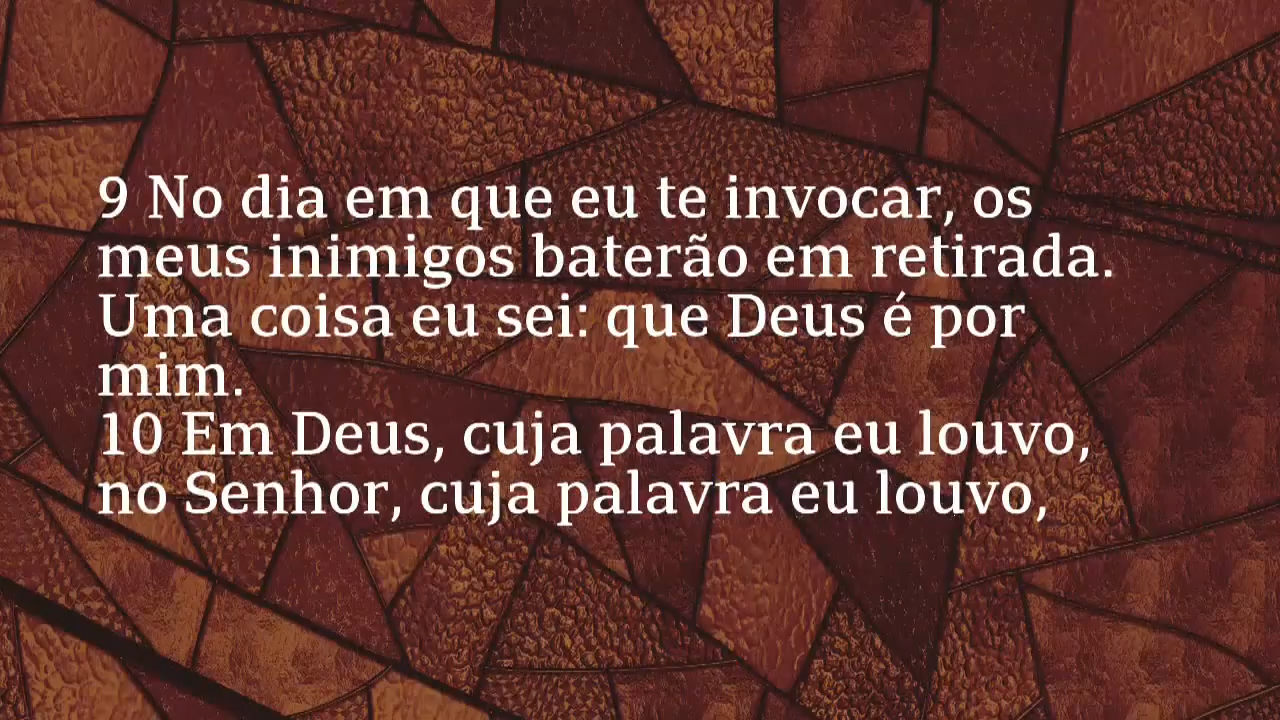 9 No dia em que eu te invocar, os
meus inimigos baterão em retirada.
Uma coisa eu sei: que Deus é por
mim.
10 Em Deus, cuja palavra eu louvo,
no Senhor, cuja palavra eu louvo,